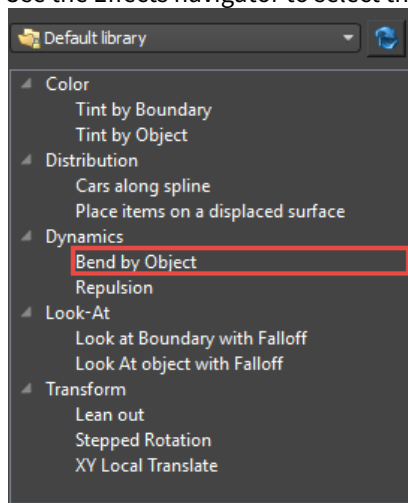 See the Effects navigator to select th
Default library
Color
Tint by Boundary
Tint by Object
Distribution
Cars along spline
Place items on a displaced surface
Dynamics
Bend by Object
Repulsion
Look-At
Look at Boundary with Falloff
Look At object with Falloff
Transform
Lean out
Stepped Rotation
XY Local Translate